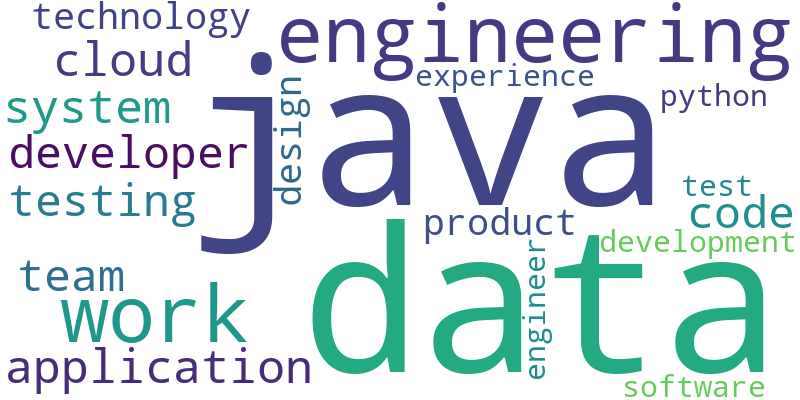 technology
engineering
cloud
experience
java
python
system
design
developer
testing
test
code
product
development
data
engineer
team
work
application
software